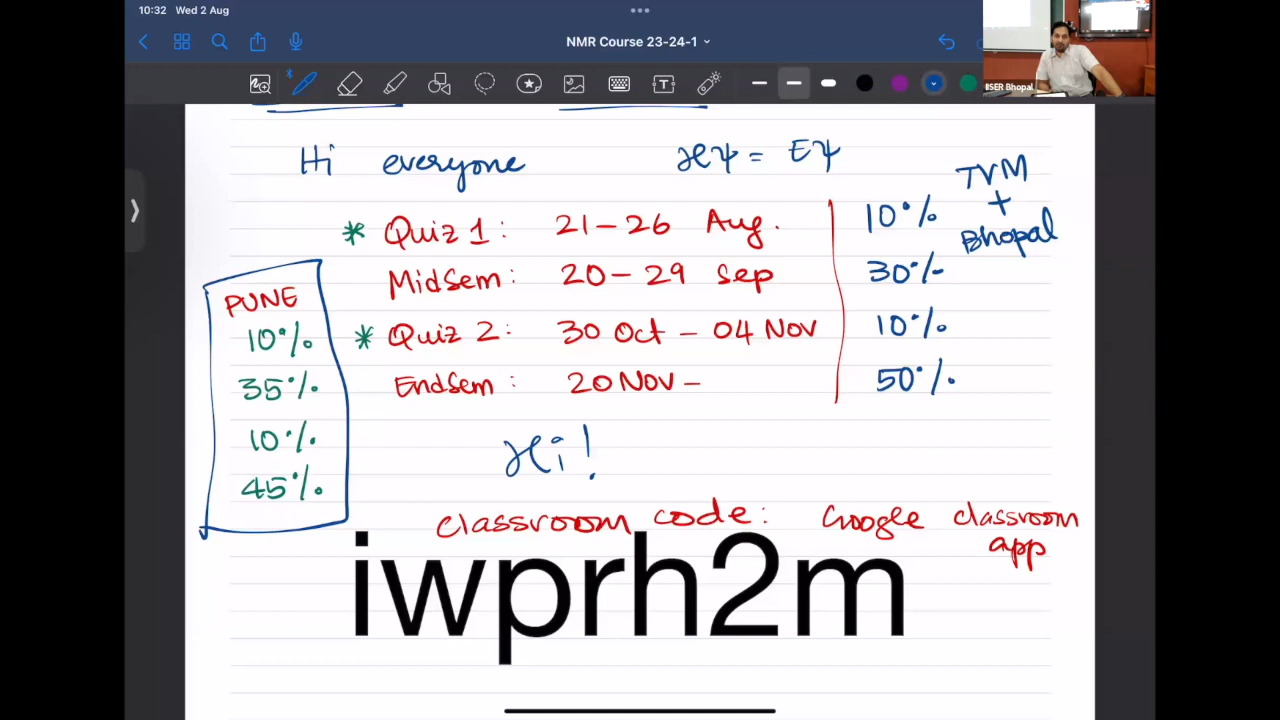 10:32 Wed 2 Aug
NMR Course 23-24-1
IISER Bhopal
Hi everyone
Hψ = Eψ
TVM
+
Bhopal
* Quiz 1: 21-26 Aug. 10%
MidSem: 20-29 Sep 30%
* Quiz 2: 30 Oct - 04 Nov 10%
EndSem: 20 Nov - 50%
PUNE
10%
35%
10%
45%
Hi!
classroom code: Google classroom
app
iwprh2m